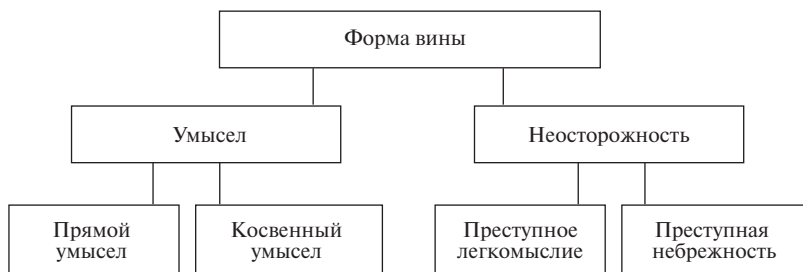 Форма вины
Умысел
Неосторожность
Прямой
умысел
Косвенный
умысел
Преступное
легкомыслие
Преступная
небрежность